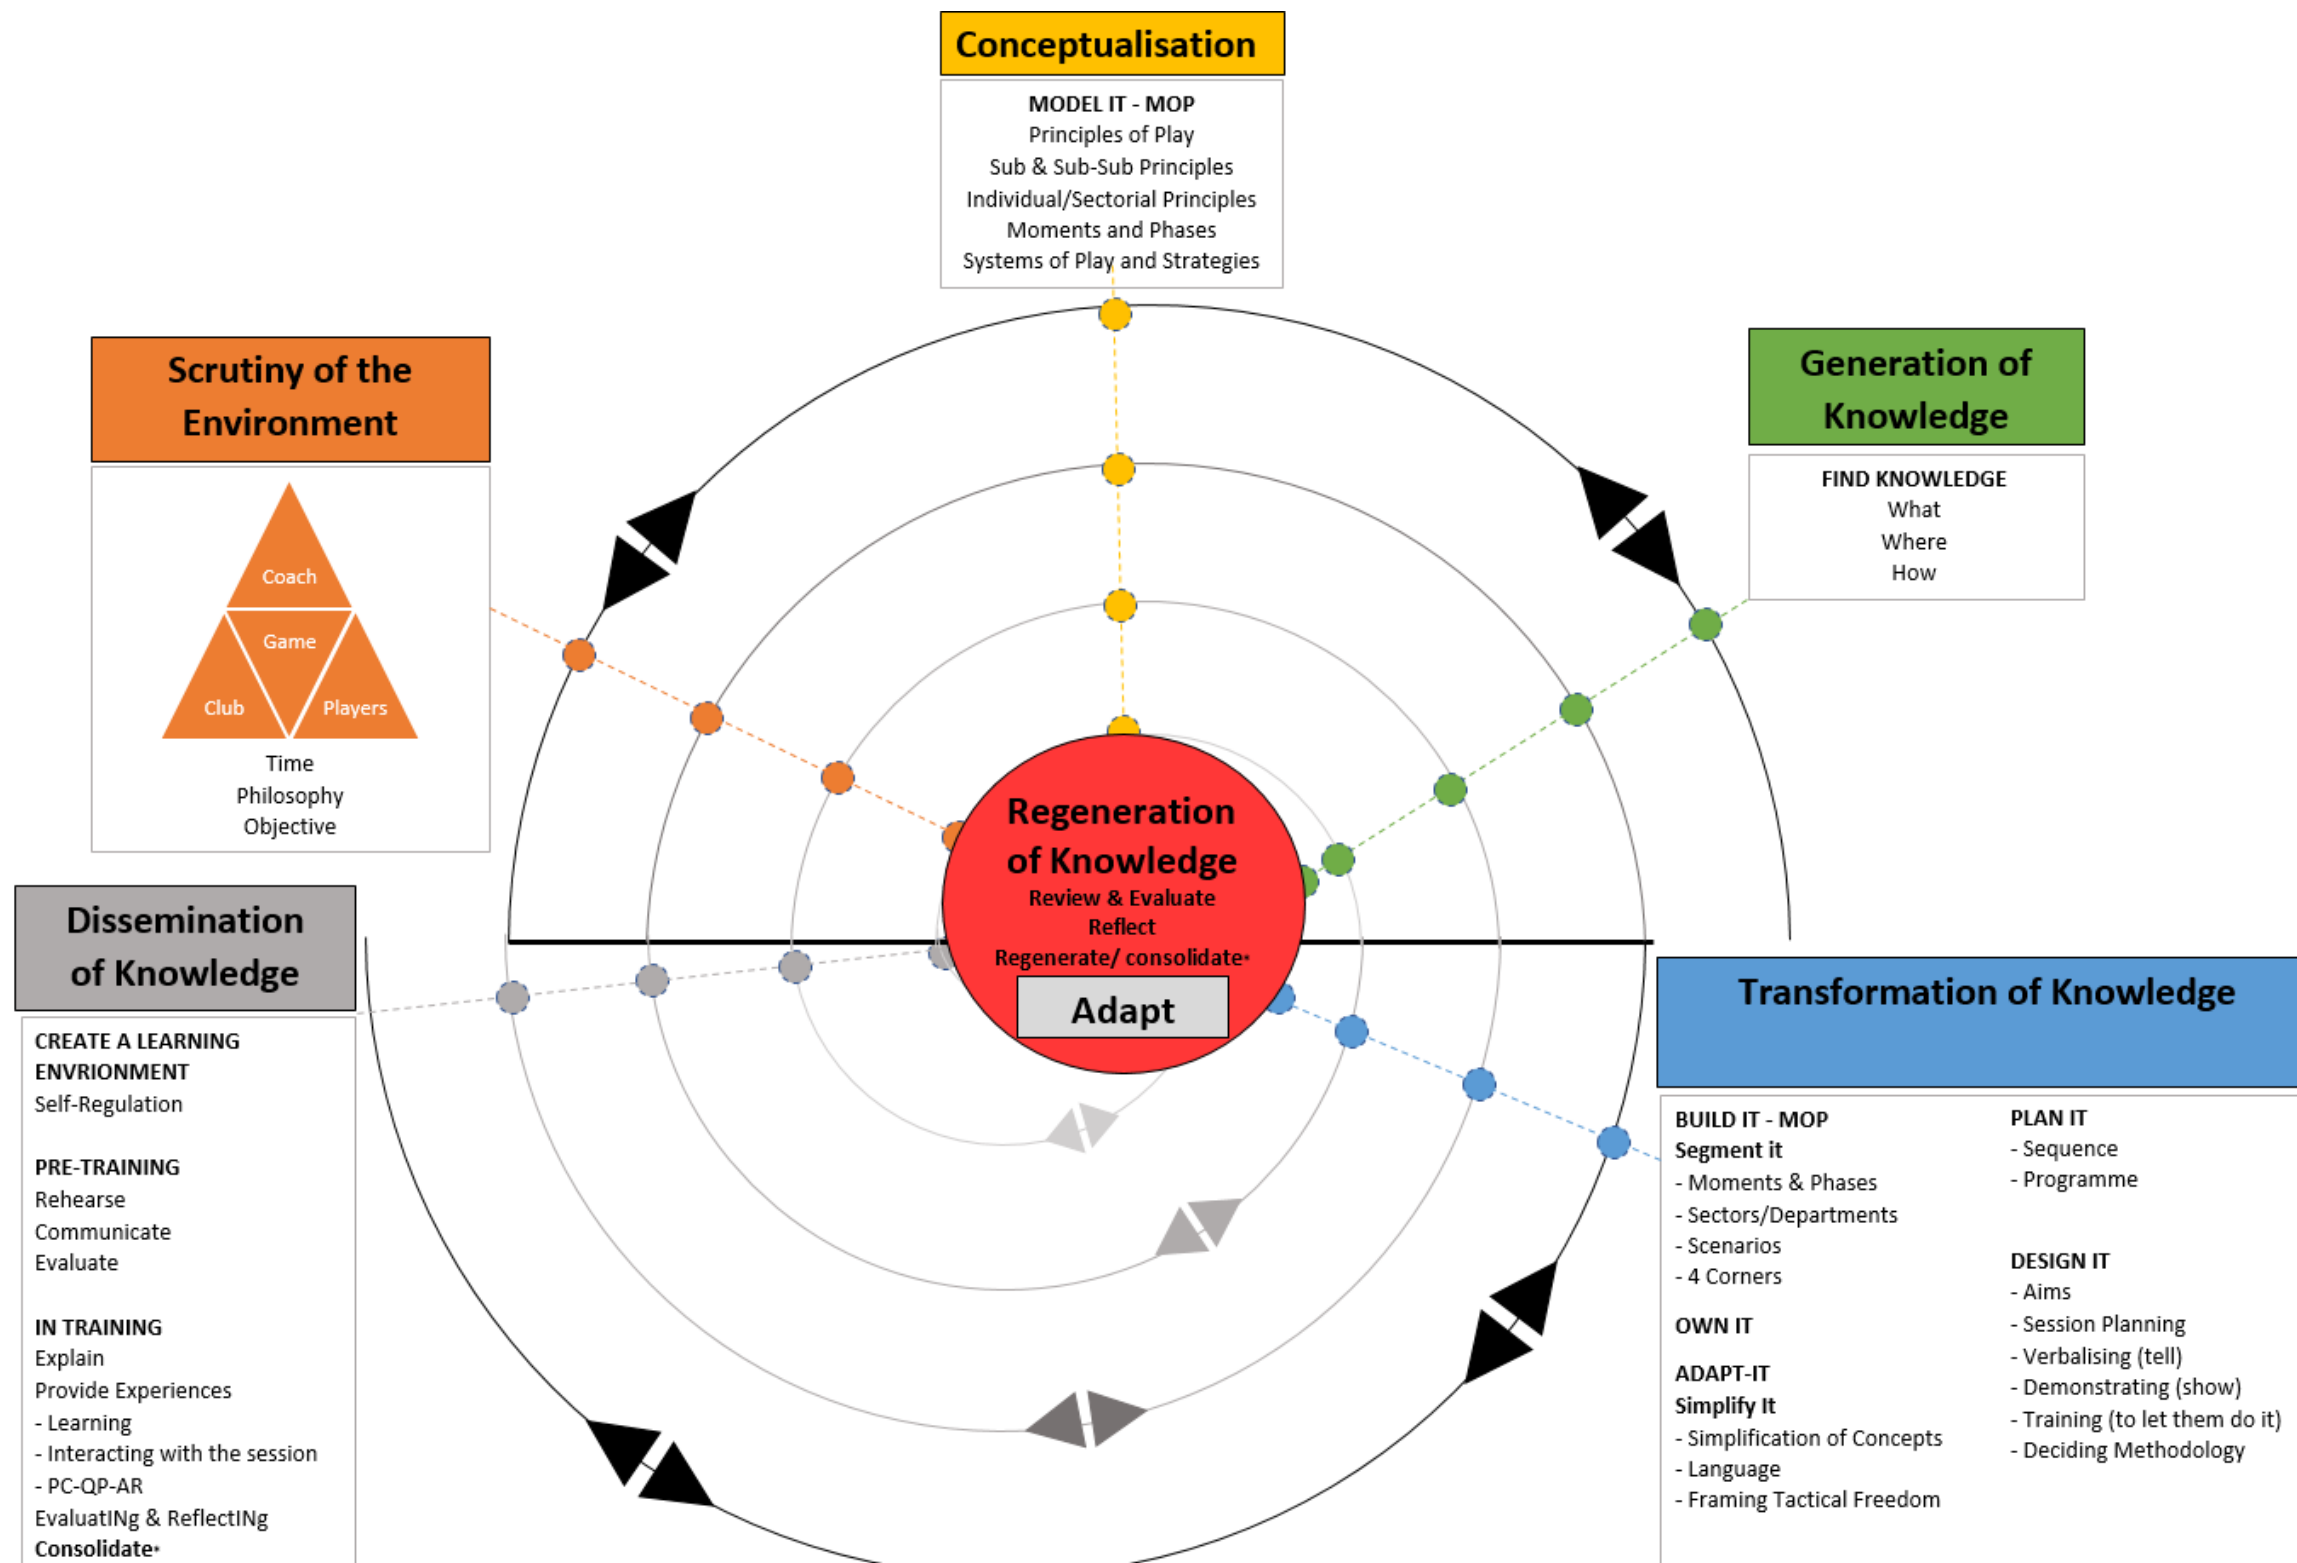 Conceptualisation
MODEL IT - MOP
Principles of Play
Sub & Sub-Sub Principles
Individual/Sectorial Principles
Moments and Phases
Systems of Play and Strategies
Scrutiny of the
Environment
Coach
Game
Club
Players
Time
Philosophy
Objective
Generation of
Knowledge
FIND KNOWLEDGE
What
Where
How
Regeneration
of Knowledge
Review & Evaluate
Reflect
Regenerate/ consolidate*
Adapt
Dissemination
of Knowledge
CREATE A LEARNING
ENVRIONMENT
Self-Regulation
PRE-TRAINING
Rehearse
Communicate
Evaluate
IN TRAINING
Explain
Provide Experiences
- Learning
- Interacting with the session
- PC-QP-AR
EvaluatINg & ReflectINg
Consolidate*
Transformation of Knowledge
BUILD IT - MOP
Segment it
- Moments & Phases
- Sectors/Departments
- Scenarios
- 4 Corners
OWN IT
ADAPT-IT
Simplify It
- Simplification of Concepts
- Language
- Framing Tactical Freedom
PLAN IT
- Sequence
- Programme
DESIGN IT
- Aims
- Session Planning
- Verbalising (tell)
- Demonstrating (show)
- Training (to let them do it)
- Deciding Methodology